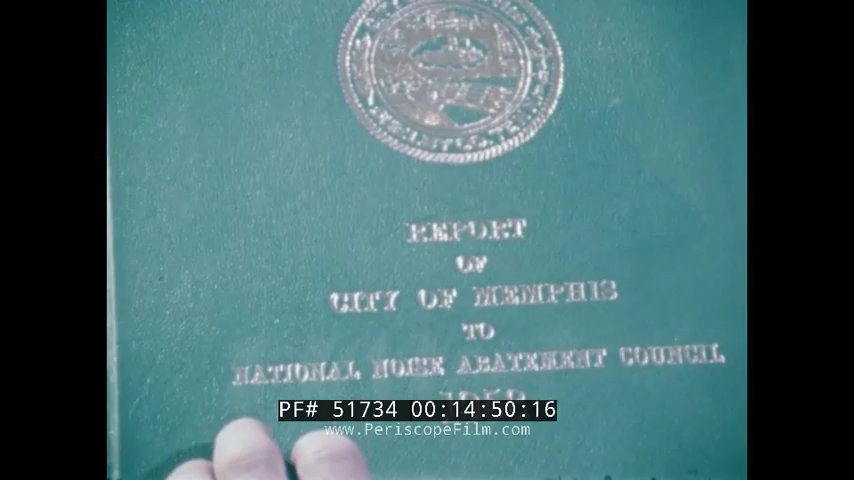 REPORT
OF
CITY OF MEMPHIS
TO
NATIONAL NOISE ABATEMENT COUNCIL
PF# 51734 00:14:50:16
www.PeriscopeFilm.com